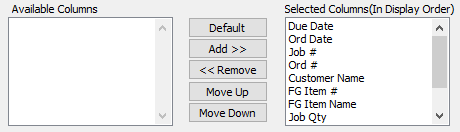 Available Columns
Selected Columns(In Display Order)
Default
Add >>
<< Remove
Move Up
Move Down
Due Date
Ord Date
Job #
Ord #
Customer Name
FG Item #
FG Item Name
Job Qty